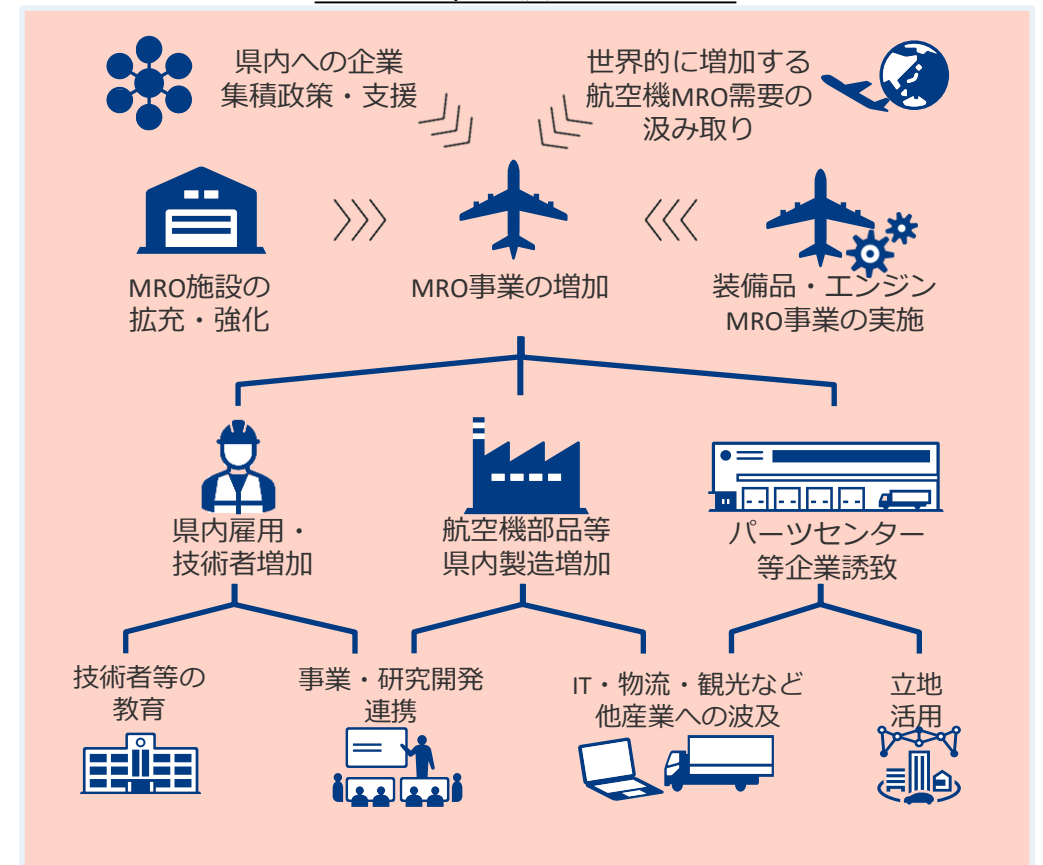 県内への企業
集積政策・支援
世界的に増加する
航空機MRO需要の
汲み取り
MRO施設の
拡充・強化
MRO事業の増加
装備品・エンジン
MRO事業の実施
県内雇用・
技術者増加
航空機部品等
県内製造増加
パーツセンター
等企業誘致
技術者等の
教育
事業・研究開発
連携
IT・物流・観光など
他産業への波及
立地
活用